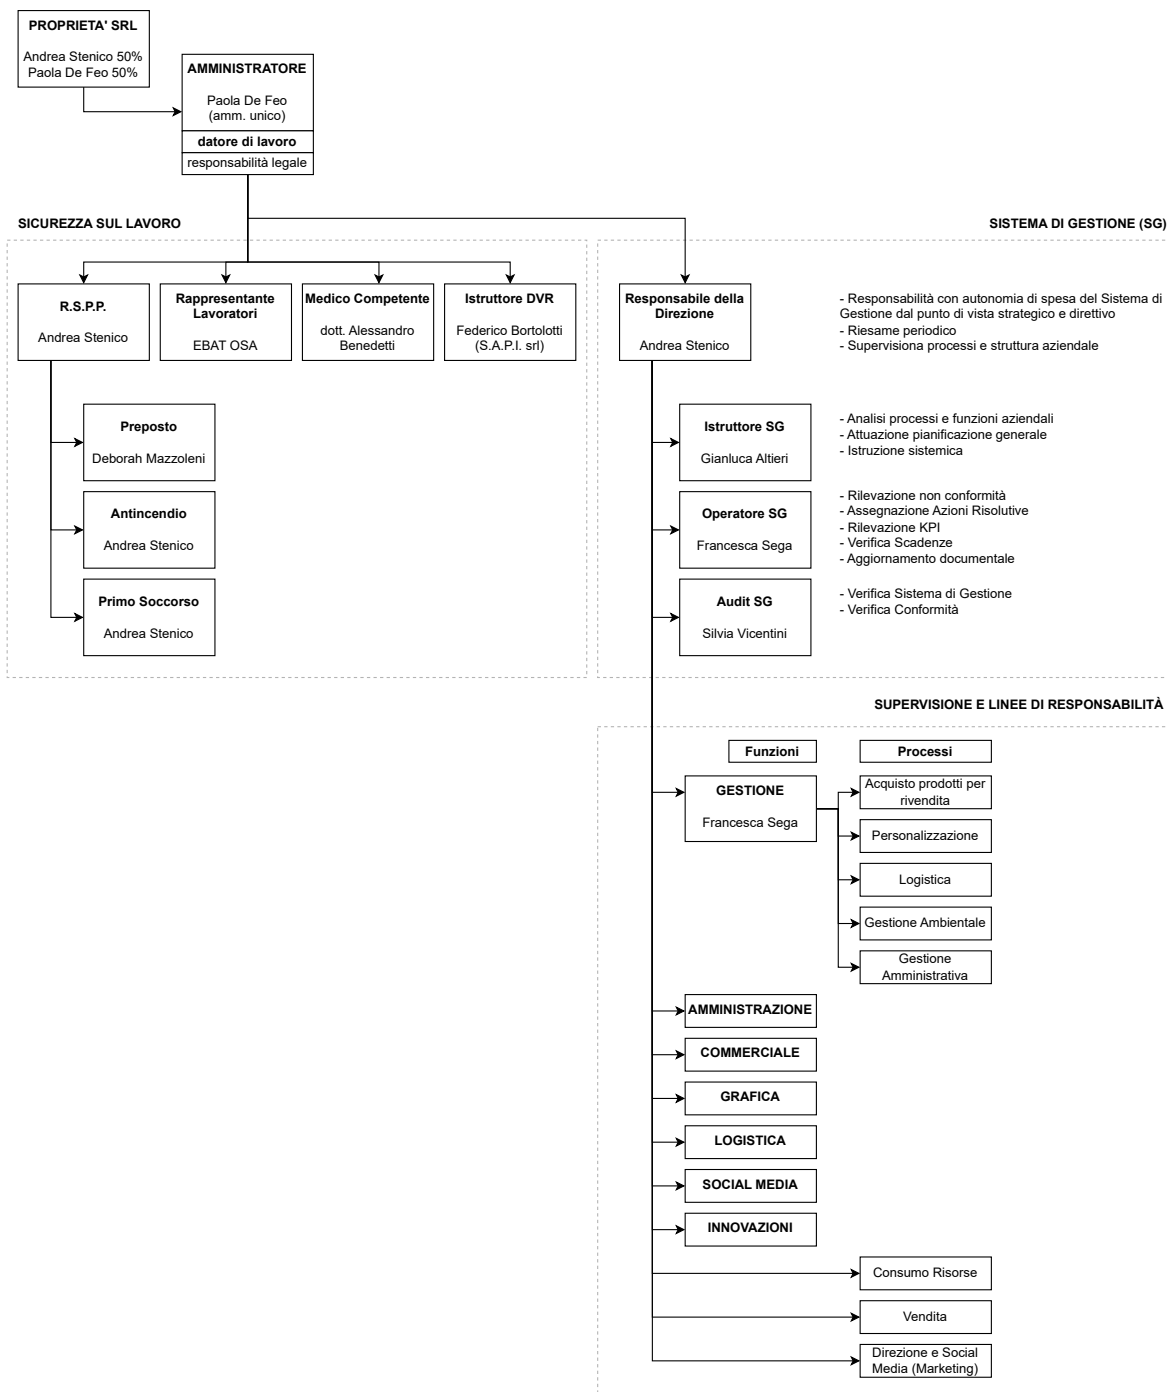 PROPRIETA' SRL
Andrea Stenico 50%
Paola De Feo 50%
AMMINISTRATORE
Paola De Feo
(amm. unico)
datore di lavoro
responsabilità legale
SICUREZZA SUL LAVORO
R.S.P.P.
Andrea Stenico
Rappresentante
Lavoratori
EBAT OSA
Medico Competente
dott. Alessandro
Benedetti
Istruttore DVR
Federico Bortolotti
(S.A.P.I. srl)
Preposto
Deborah Mazzoleni
Antincendio
Andrea Stenico
Primo Soccorso
Andrea Stenico
SISTEMA DI GESTIONE (SG)
Responsabile della
Direzione
Andrea Stenico
- Responsabilità con autonomia di spesa del Sistema di
Gestione dal punto di vista strategico e direttivo
- Riesame periodico
- Supervisiona processi e struttura aziendale
Istruttore SG
Gianluca Altieri
- Analisi processi e funzioni aziendali
- Attuazione pianificazione generale
- Istruzione sistemica
Operatore SG
Francesca Sega
- Rilevazione non conformità
- Assegnazione Azioni Risolutive
- Rilevazione KPI
- Verifica Scadenze
- Aggiornamento documentale
Audit SG
Silvia Vicentini
- Verifica Sistema di Gestione
- Verifica Conformità
SUPERVISIONE E LINEE DI RESPONSABILITÀ
Funzioni
Processi
GESTIONE
Francesca Sega
Acquisto prodotti per
rivendita
Personalizzazione
Logistica
Gestione Ambientale
Gestione
Amministrativa
AMMINISTRAZIONE
COMMERCIALE
GRAFICA
LOGISTICA
SOCIAL MEDIA
INNOVAZIONI
Consumo Risorse
Vendita
Direzione e Social
Media (Marketing)